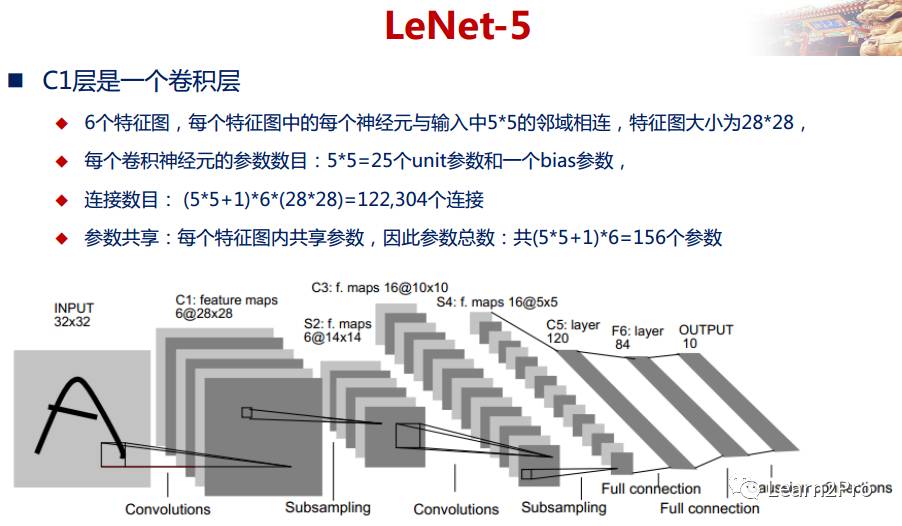 LeNet-5
C1层是一个卷积层
6个特征图，每个特征图中的每个神经元与输入中5*5的邻域相连，特征图大小为28*28，
每个卷积神经元的参数数目：5*5=25个unit参数和一个bias参数，
连接数目： (5*5+1)*6*(28*28)=122,304个连接
参数共享：每个特征图内共享参数，因此参数总数：共(5*5+1)*6=156个参数
INPUT
32x32
C1: feature maps
6@28x28
S2: f. maps
6@14x14
C3: f. maps 16@10x10
S4: f. maps 16@5x5
C5: layer
120
F6: layer
84
OUTPUT
10
Convolutions
Subsampling
Convolutions
Subsampling
Full connection
Full connection
Learn2Pro